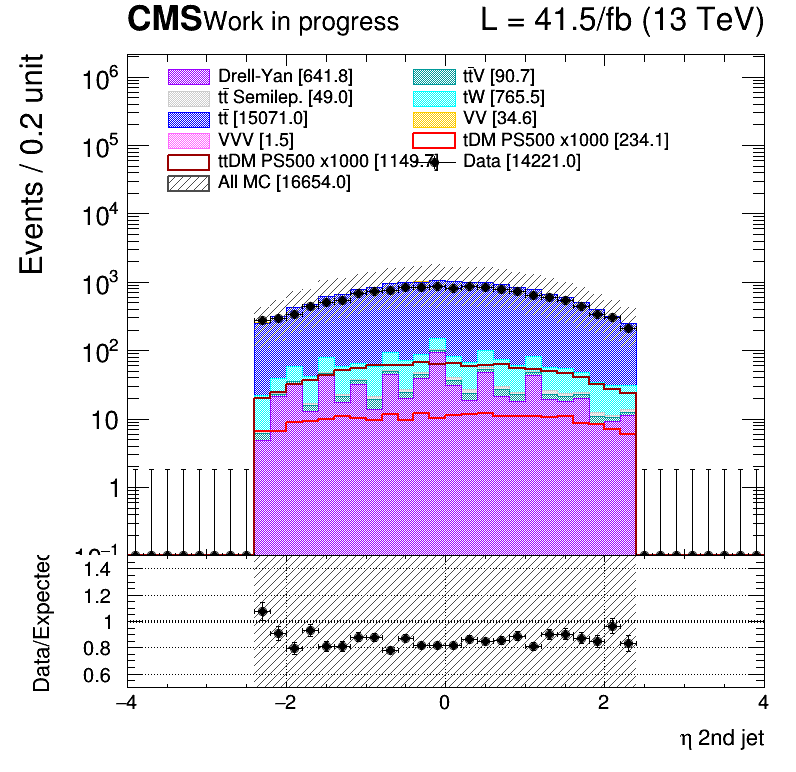 CMS Work in progress L = 41.5/fb (13 TeV)
Events / 0.2 unit
10⁶
10⁵
10⁴
10³
10²
10
1
10⁻¹
Drell-Yan [641.8]
tt̄V [90.7]
tt̄ Semilep. [49.0]
tW [765.5]
tt̄ [15071.0]
VV [34.6]
VVV [1.5]
tDM PS500 x1000 [234.1]
ttDM PS500 x1000 [1149.7]
Data [14221.0]
All MC [16654.0]
Data/Expected
1.4
1.2
1
0.8
0.6
−4 −2 0 2 4
η 2nd jet